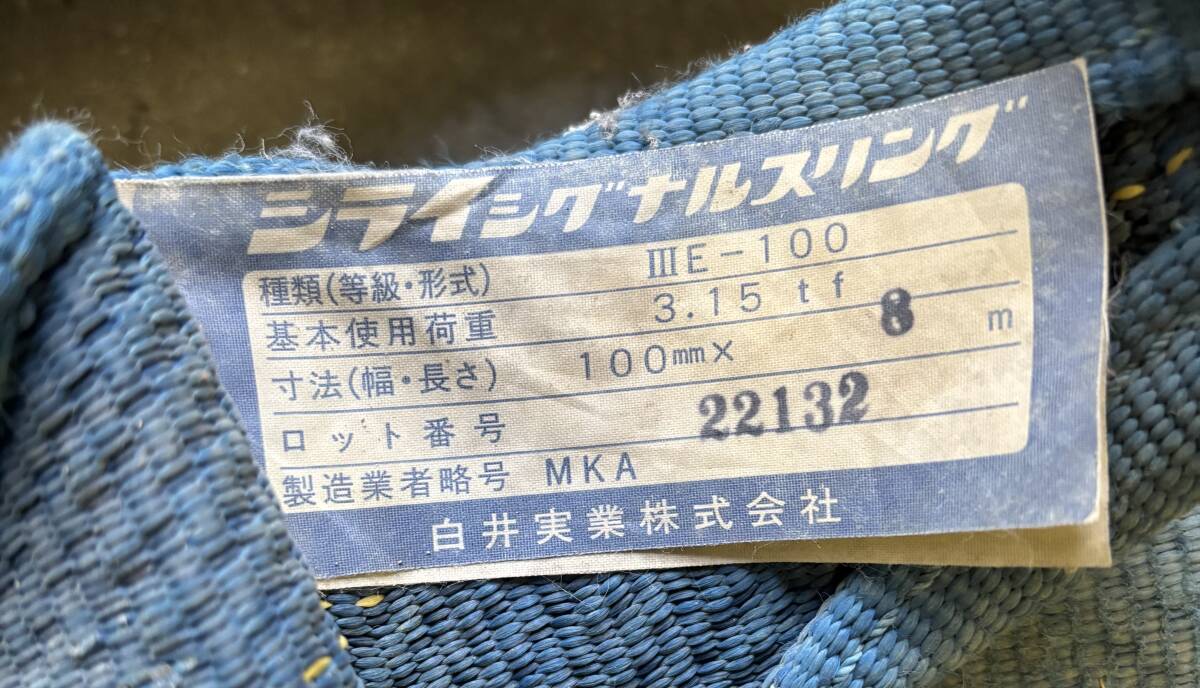 シライシグナルスリング
種類(等級・形式) ⅢE-100
基本使用荷重 3.15 tf
寸法(幅・長さ) 100mm× 8 m
ロット番号 22132
製造業者略号 MKA
白井実業株式会社